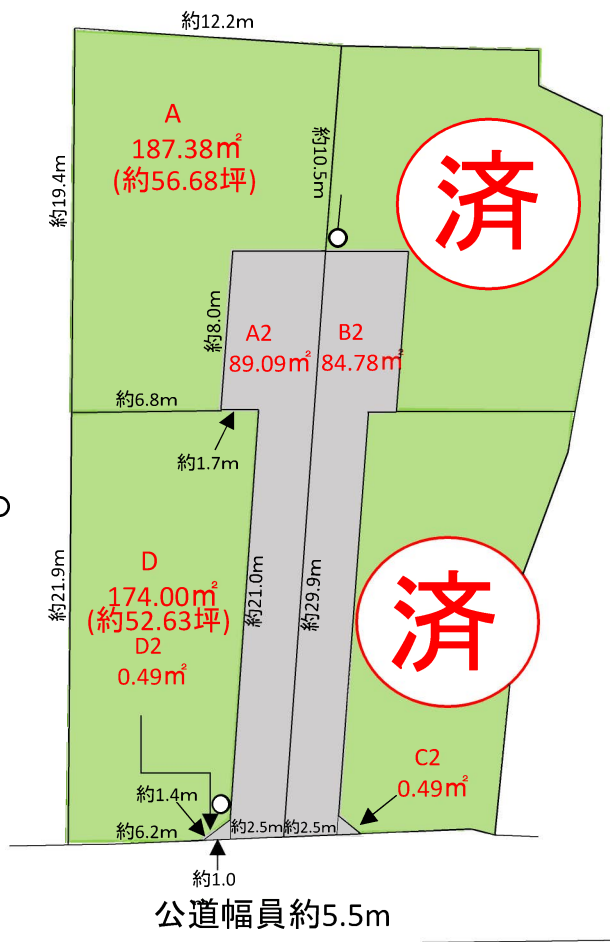 約12.2m
A
187.38㎡
(約56.68坪)
約19.4m
約10.5m
済
約8.0m
A2
89.09㎡
B2
84.78㎡
約6.8m
約1.7m
D
174.00㎡
(約52.63坪)
D2
0.49㎡
約21.9m
約21.0m
約29.9m
済
C2
0.49㎡
約1.4m
約6.2m
約2.5m
約2.5m
約1.0
m
公道幅員約5.5m